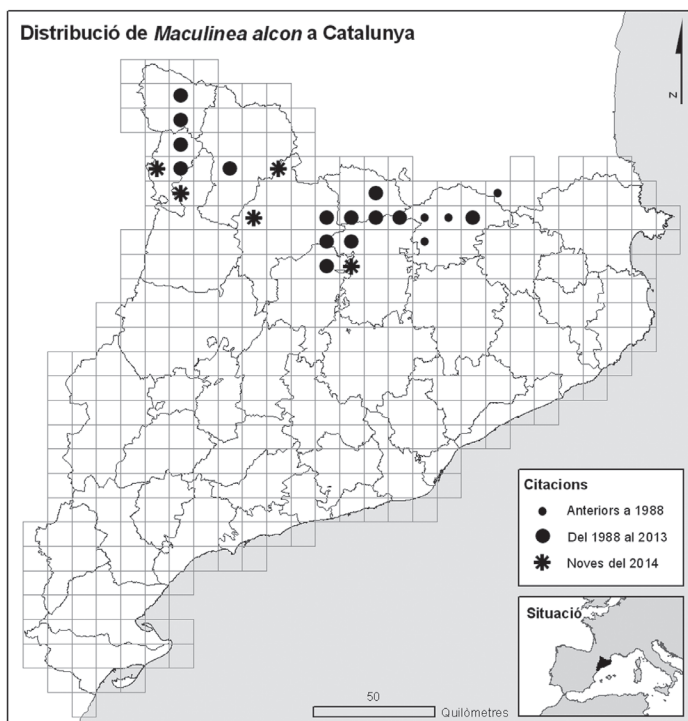 Distribució de Maculinea alcon a Catalunya
N
Citacions
Anteriors a 1988
Del 1988 al 2013
Noves del 2014
Situació
50
Quilòmetres